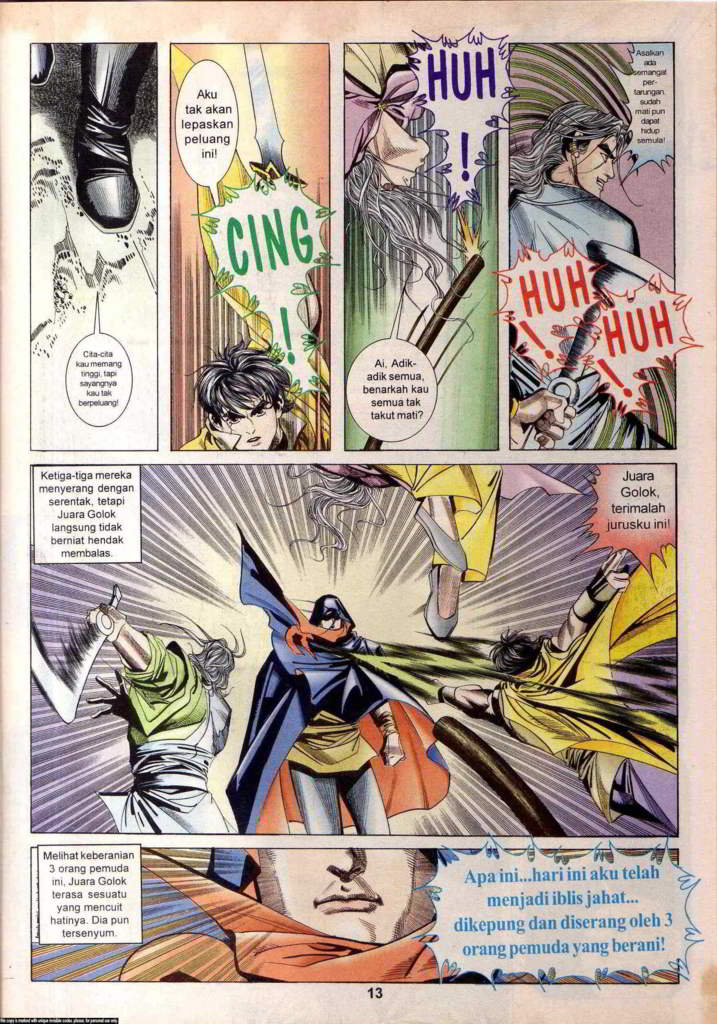 Cita-cita
kau memang
tinggi, tapi
sayangnya
kau tak
berpeluang!
Aku
tak akan
lepaskan
peluang
ini!
CING
!
HUH
!
Ai, Adik-
adik semua,
benarkah kau
semua tak
takut mati?
Asalkan
ada
semangat
per-
tarungan,
sudah
mati pun
dapat
hidup
semula!
HUH
!
HUH
!
Ketiga-tiga mereka
menyerang dengan
serentak, tetapi
Juara Golok
langsung tidak
berniat hendak
membalas.
Juara
Golok,
terimalah
jurusku ini!
Melihat keberanian
3 orang pemuda
ini, Juara Golok
terasa sesuatu
yang mencuit
hatinya. Dia pun
tersenyum.
Apa ini...hari ini aku telah
menjadi iblis jahat...
dikepung dan diserang oleh 3
orang pemuda yang berani!
13